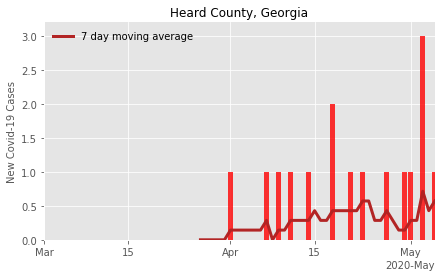 Heard County, Georgia
7 day moving average
New Covid-19 Cases
3.0
2.5
2.0
1.5
1.0
0.5
0.0
Mar 15 Apr 15 May
2020-May